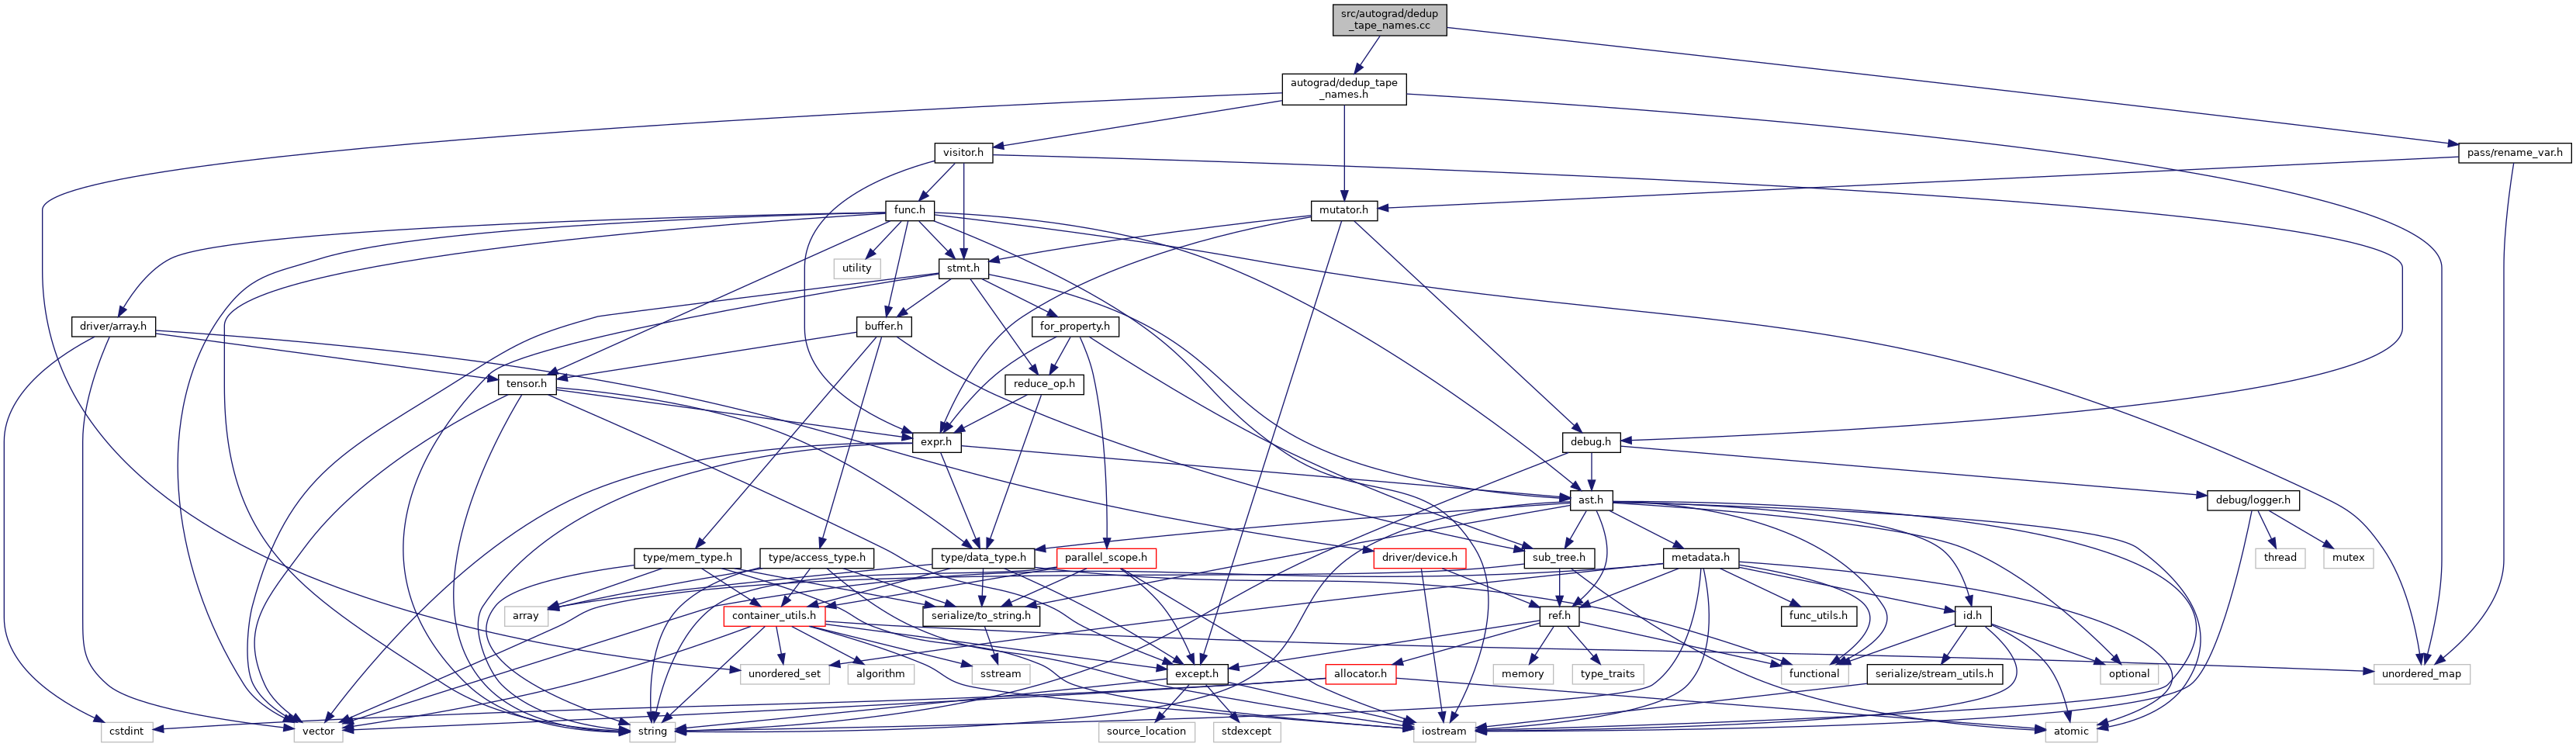 src/autograd/dedup
_tape_names.cc
autograd/dedup_tape
_names.h
visitor.h
pass/rename_var.h
func.h
mutator.h
utility
stmt.h
driver/array.h
buffer.h
for_property.h
tensor.h
reduce_op.h
expr.h
debug.h
ast.h
debug/logger.h
type/mem_type.h
type/access_type.h
type/data_type.h
parallel_scope.h
driver/device.h
sub_tree.h
metadata.h
thread
mutex
array
container_utils.h
serialize/to_string.h
ref.h
func_utils.h
id.h
unordered_set
algorithm
sstream
except.h
allocator.h
memory
type_traits
functional
serialize/stream_utils.h
optional
unordered_map
cstdint
vector
string
source_location
stdexcept
iostream
atomic